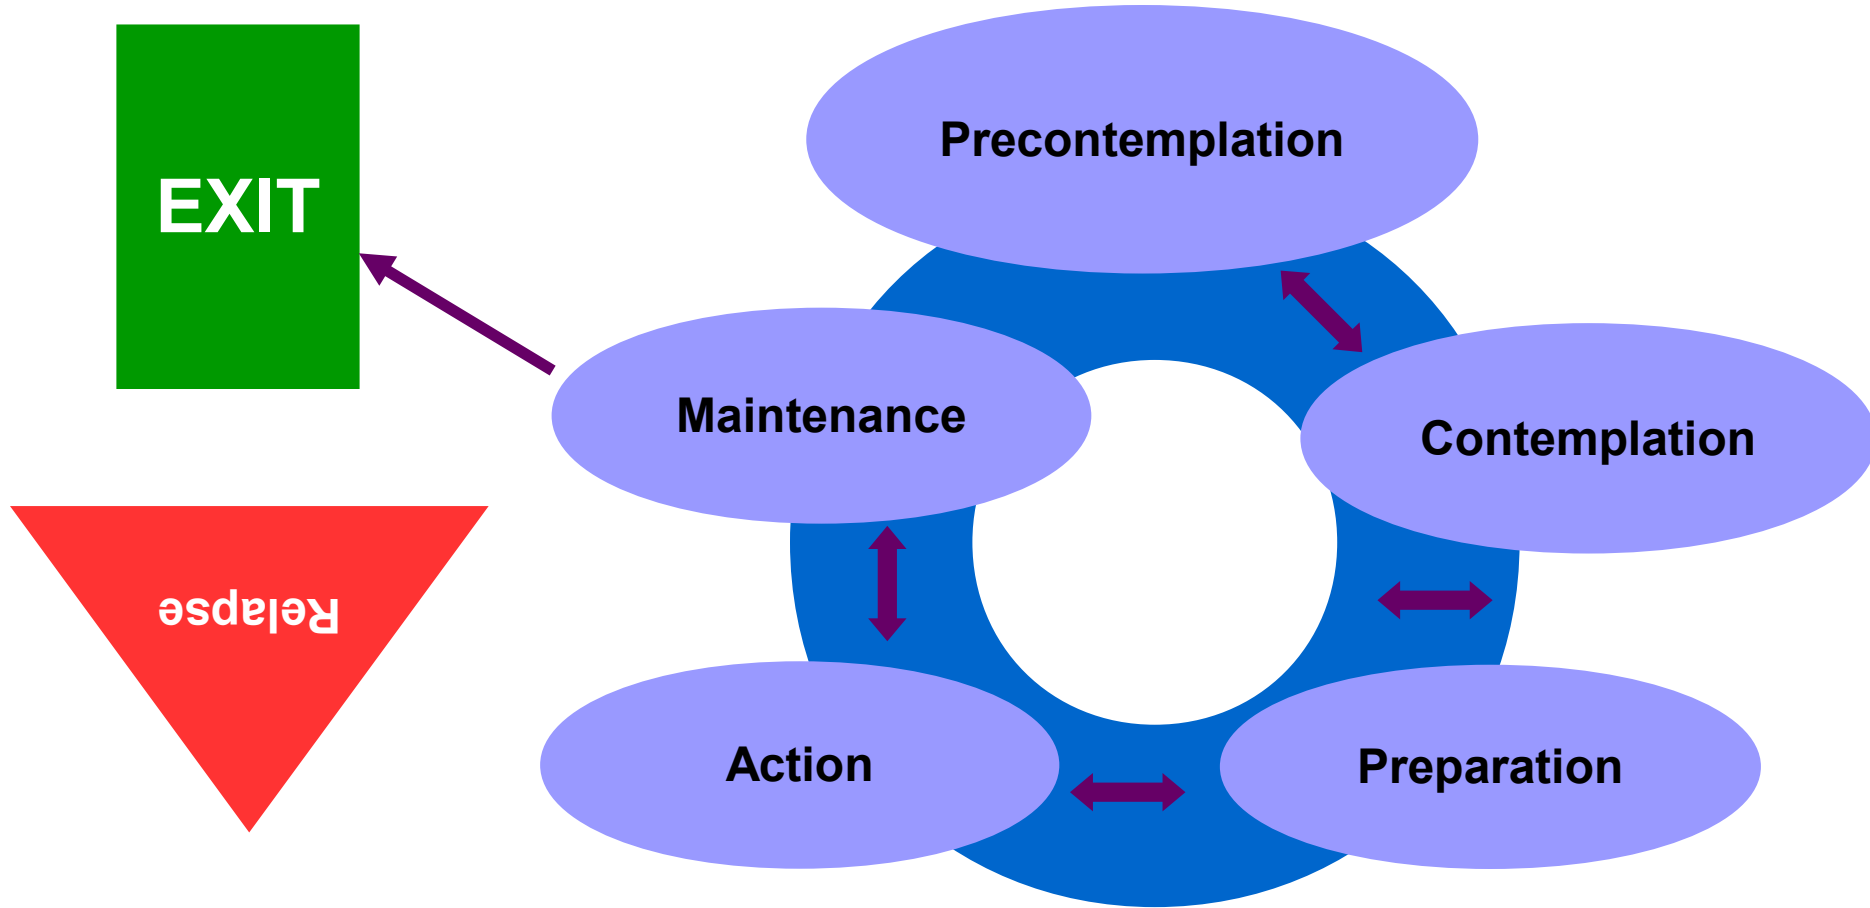 Precontemplation
EXIT
Maintenance
Contemplation
Relapse
Action
Preparation